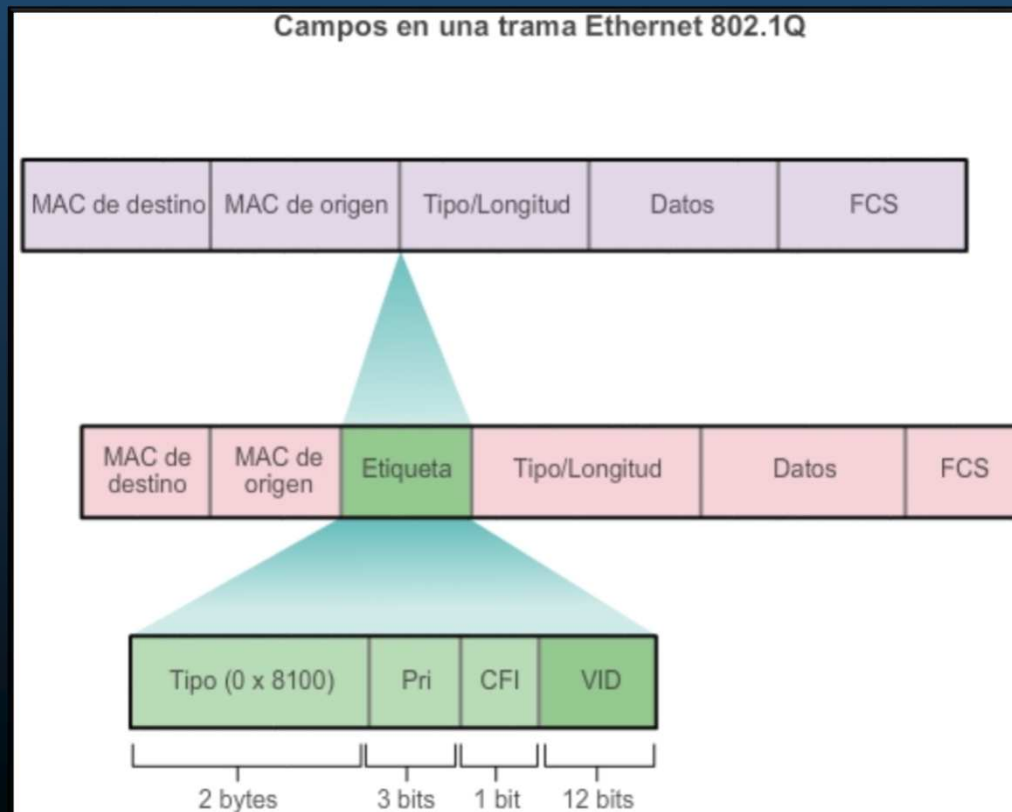 Campos en una trama Ethernet 802.1Q
MAC de destino MAC de origen Tipo/Longitud Datos FCS
MAC de destino MAC de origen Etiqueta Tipo/Longitud Datos FCS
Tipo (0 x 8100) Pri CFI VID
2 bytes 3 bits 1 bit 12 bits